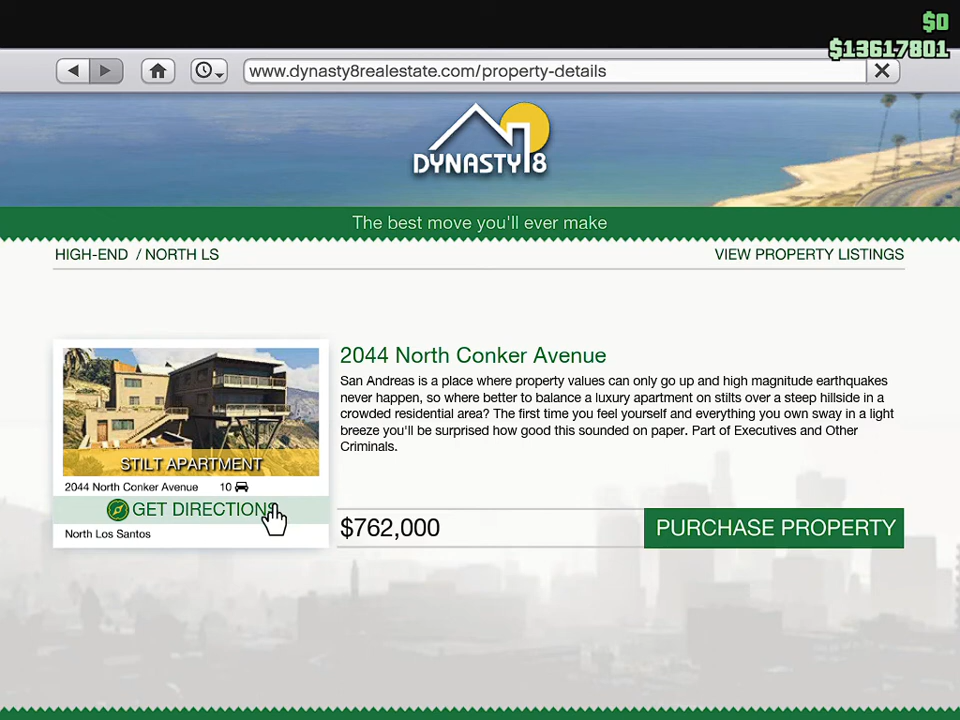 $0
$13617801
www.dynasty8realestate.com/property-details
DYNASTY 8
The best move you'll ever make
HIGH-END / NORTH LS
VIEW PROPERTY LISTINGS
2044 North Conker Avenue
San Andreas is a place where property values can only go up and high magnitude earthquakes
never happen, so where better to balance a luxury apartment on stilts over a steep hillside in a
crowded residential area? The first time you feel yourself and everything you own sway in a light
breeze you'll be surprised how good this sounded on paper. Part of Executives and Other
Criminals.
STILT APARTMENT
2044 North Conker Avenue 10
GET DIRECTIONS
North Los Santos
$762,000
PURCHASE PROPERTY